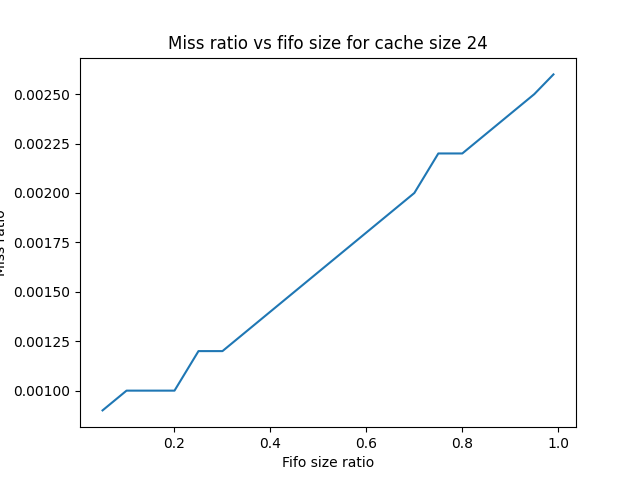 Miss ratio vs fifo size for cache size 24
0.00250
0.00225
0.00200
0.00175
0.00150
0.00125
0.00100
Miss ratio
0.2 0.4 0.6 0.8 1.0
Fifo size ratio